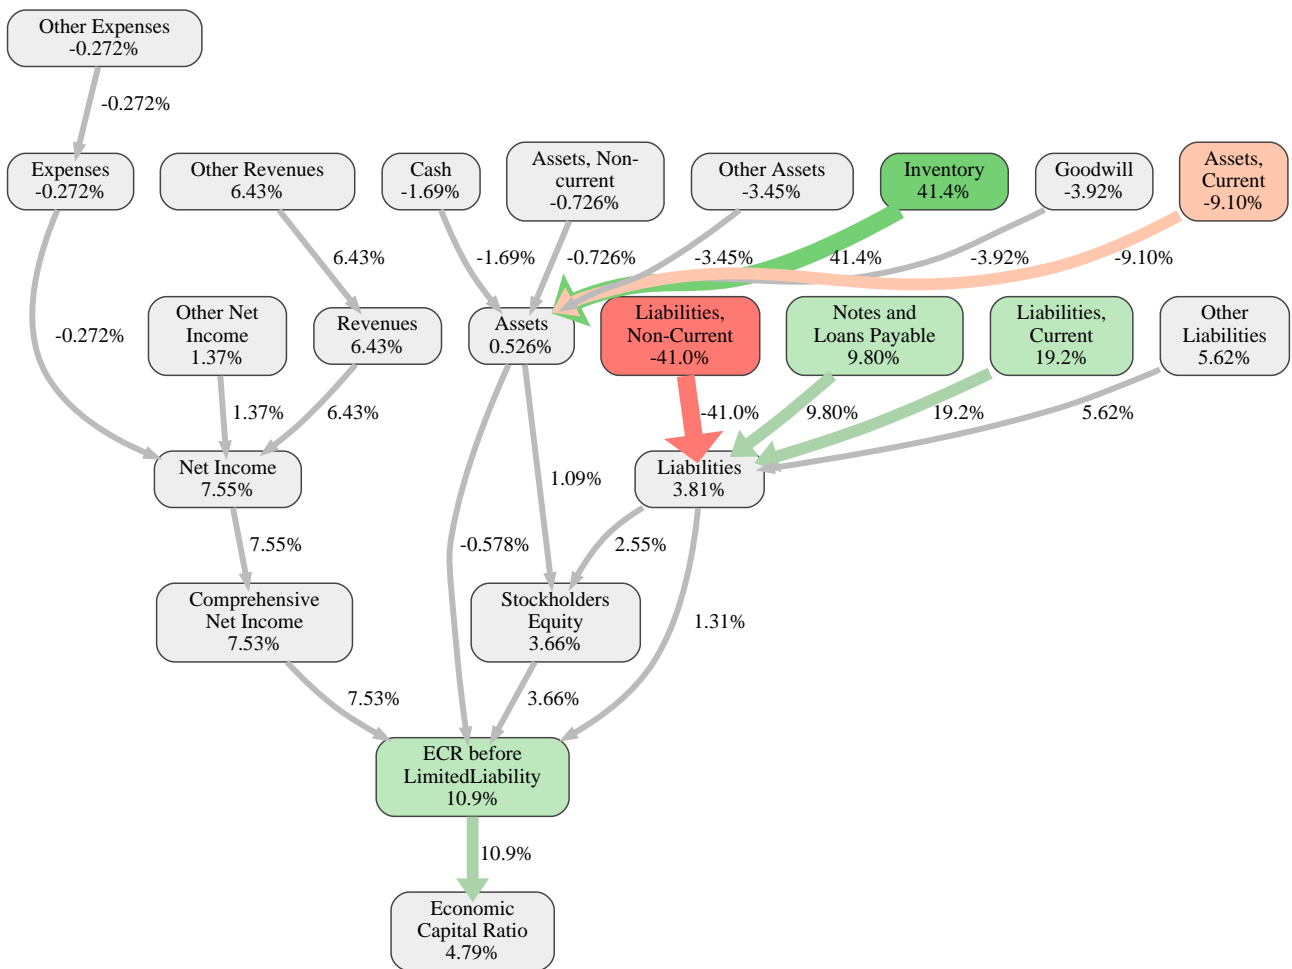 Other Expenses
-0.272%
-0.272%
Expenses
-0.272%
Other Revenues
6.43%
Cash
-1.69%
Assets, Non-
current
-0.726%
Other Assets
-3.45%
Inventory
41.4%
Goodwill
-3.92%
Assets,
Current
-9.10%
6.43%
-1.69%
-0.726%
-3.45%
41.4%
-3.92%
-9.10%
-0.272%
Other Net
Income
1.37%
Revenues
6.43%
Assets
0.526%
Liabilities,
Non-Current
-41.0%
Notes and
Loans Payable
9.80%
Liabilities,
Current
19.2%
Other
Liabilities
5.62%
1.37%
6.43%
-41.0%
9.80%
19.2%
5.62%
Net Income
7.55%
1.09%
Liabilities
3.81%
7.55%
-0.578%
2.55%
Comprehensive
Net Income
7.53%
Stockholders
Equity
3.66%
1.31%
7.53%
3.66%
ECR before
LimitedLiability
10.9%
10.9%
Economic
Capital Ratio
4.79%